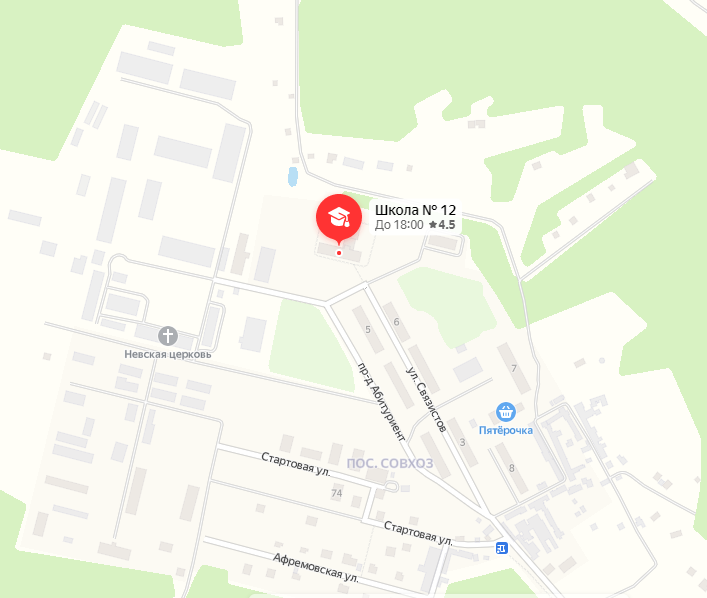 Школа № 12
До 18:00 ★4.5
6
5
Невская церковь
7
пр-д Абитуриент
ул. Связистов
Пятёрочка
3
ПОС. СОВХОЗ
Стартовая ул.
8
74
Стартовая ул.
Афремовская ул.